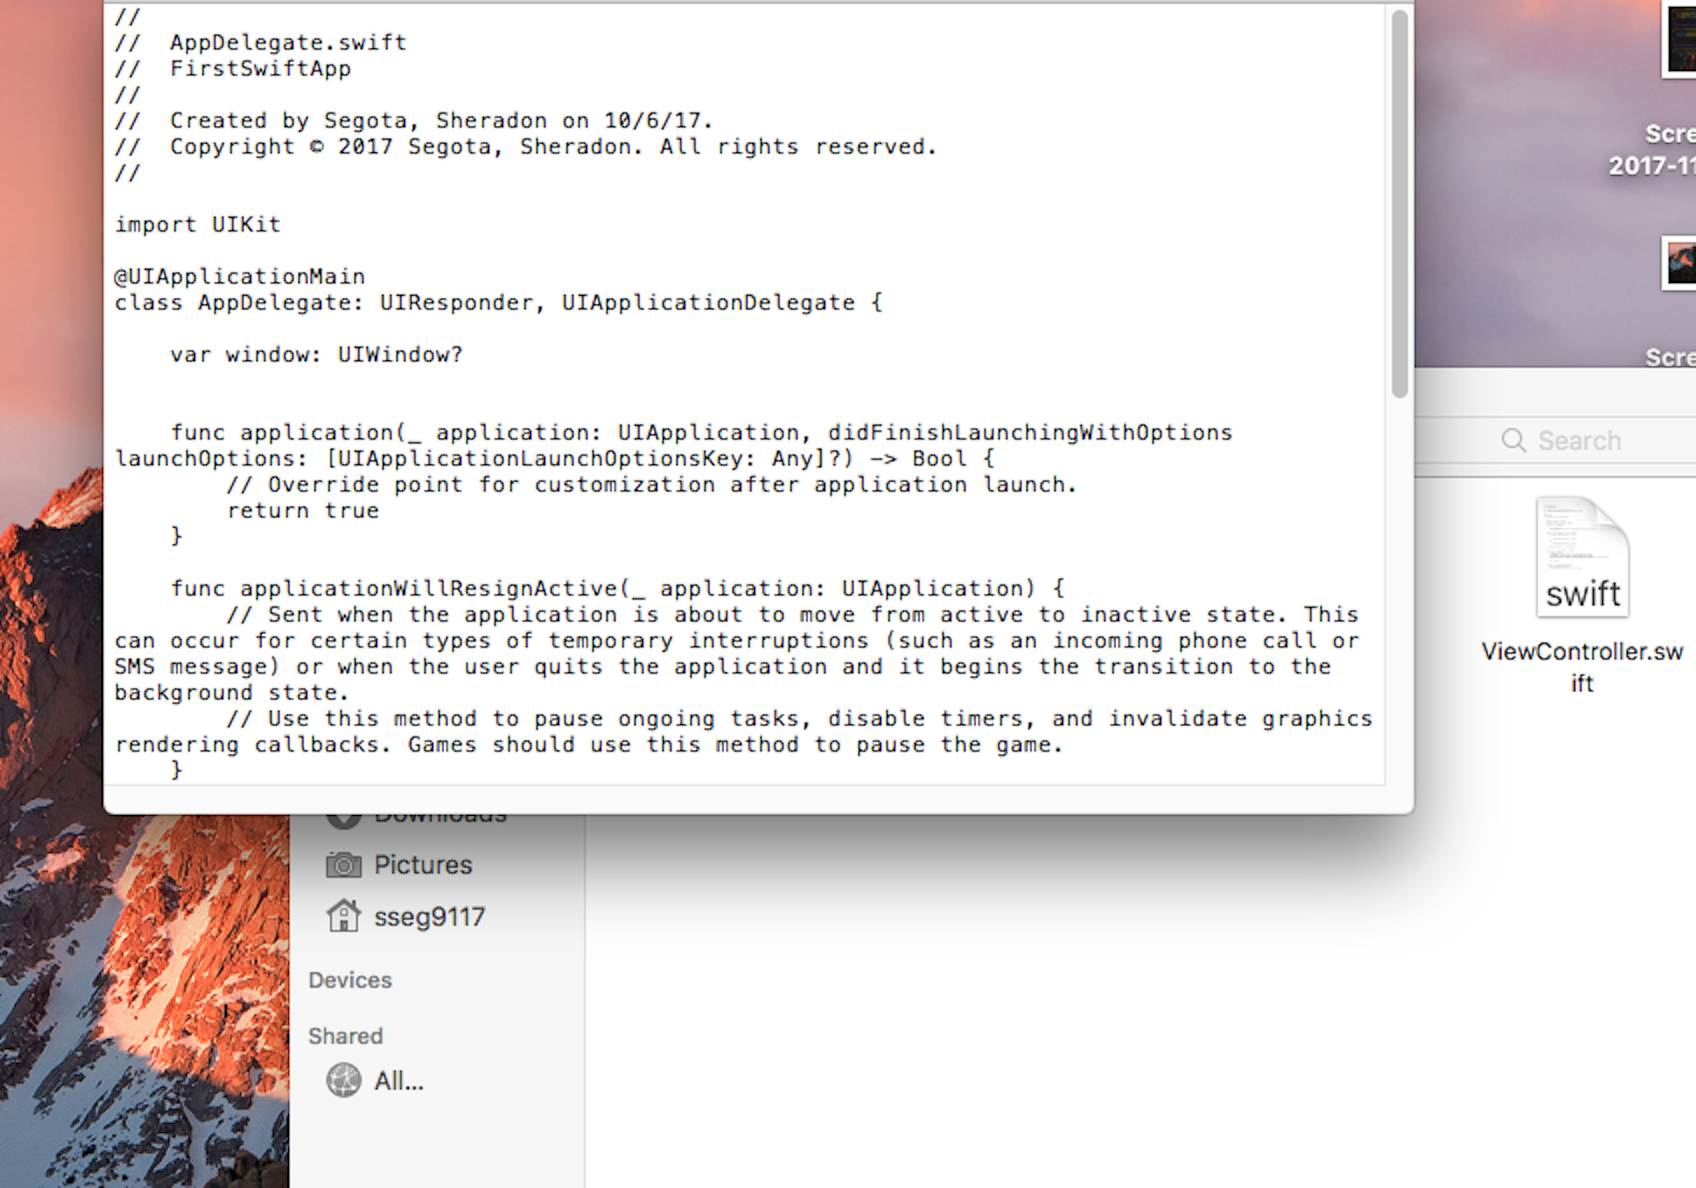 //
//  AppDelegate.swift
//  FirstSwiftApp
//
//  Created by Segota, Sheradon on 10/6/17.
//  Copyright © 2017 Segota, Sheradon. All rights reserved.
//
import UIKit
@UIApplicationMain
class AppDelegate: UIResponder, UIApplicationDelegate {
    var window: UIWindow?
    func application(_ application: UIApplication, didFinishLaunchingWithOptions
launchOptions: [UIApplicationLaunchOptionsKey: Any]?) -> Bool {
        // Override point for customization after application launch.
        return true
    }
    func applicationWillResignActive(_ application: UIApplication) {
        // Sent when the application is about to move from active to inactive state. This
can occur for certain types of temporary interruptions (such as an incoming phone call or
SMS message) or when the user quits the application and it begins the transition to the
background state.
        // Use this method to pause ongoing tasks, disable timers, and invalidate graphics
rendering callbacks. Games should use this method to pause the game.
    }
Scre
2017-11
Scre
Search
swift
ViewController.sw
ift
Downloads
Pictures
sseg9117
Devices
Shared
All...